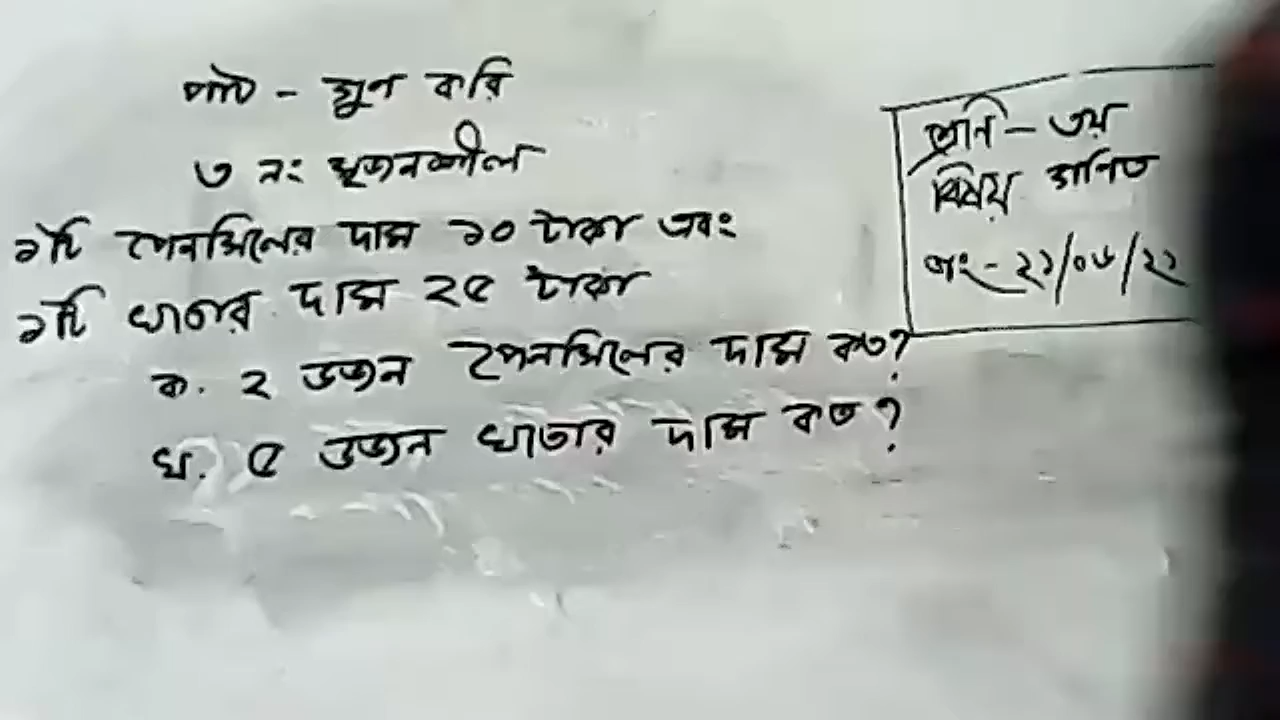 পাঠ - গুন করি
৩ নং সৃজনশীল
১টি পেনসিলের দাম ১০ টাকা এবং
১টি খাতার দাম ২৫ টাকা
ক. ২ ডজন পেনসিলের দাম কত?
খ. ৫ ডজন খাতার দাম কত?
শ্রেনি - ৩য়
বিষয় গনিত
তাং - ২১/০৬/২১